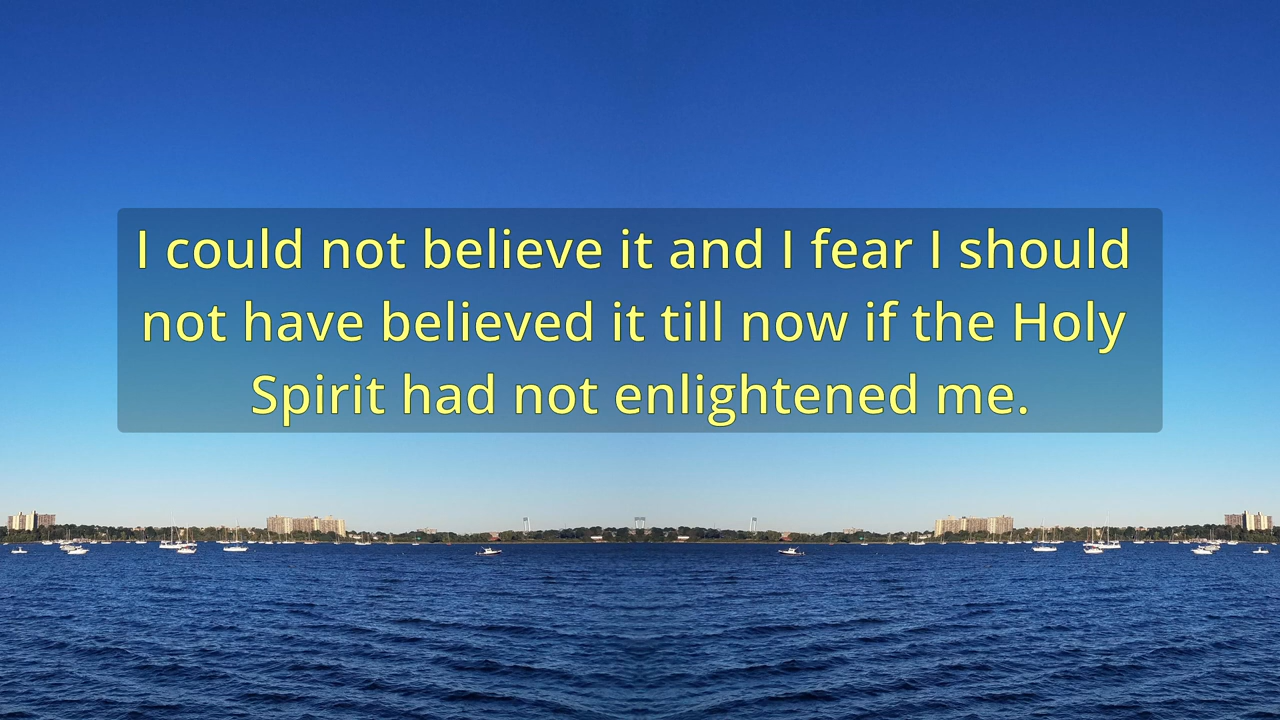 I could not believe it and I fear I should
not have believed it till now if the Holy
Spirit had not enlightened me.